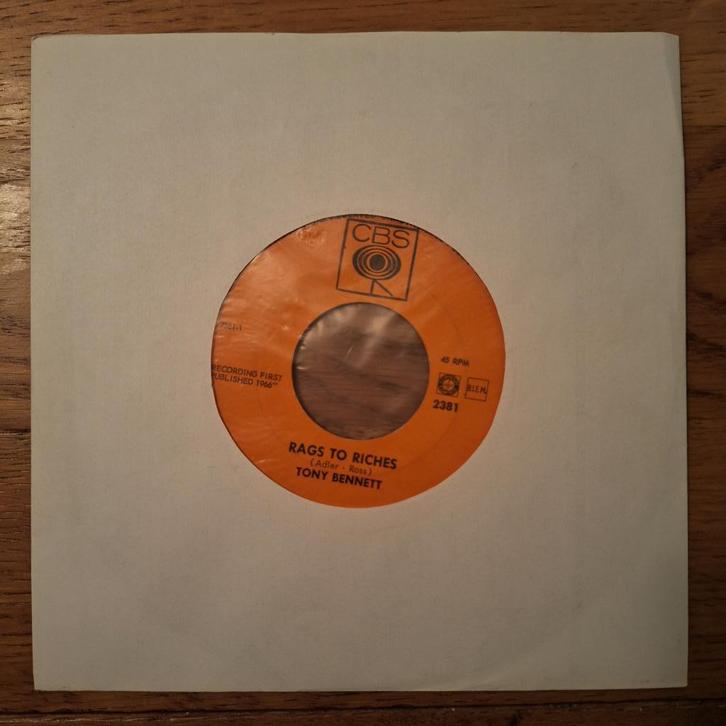 CBS
45 RPM
RECORDING FIRST
PUBLISHED 1966"
B.I.E.M.
2381
RAGS TO RICHES
(Adler - Ross)
TONY BENNETT